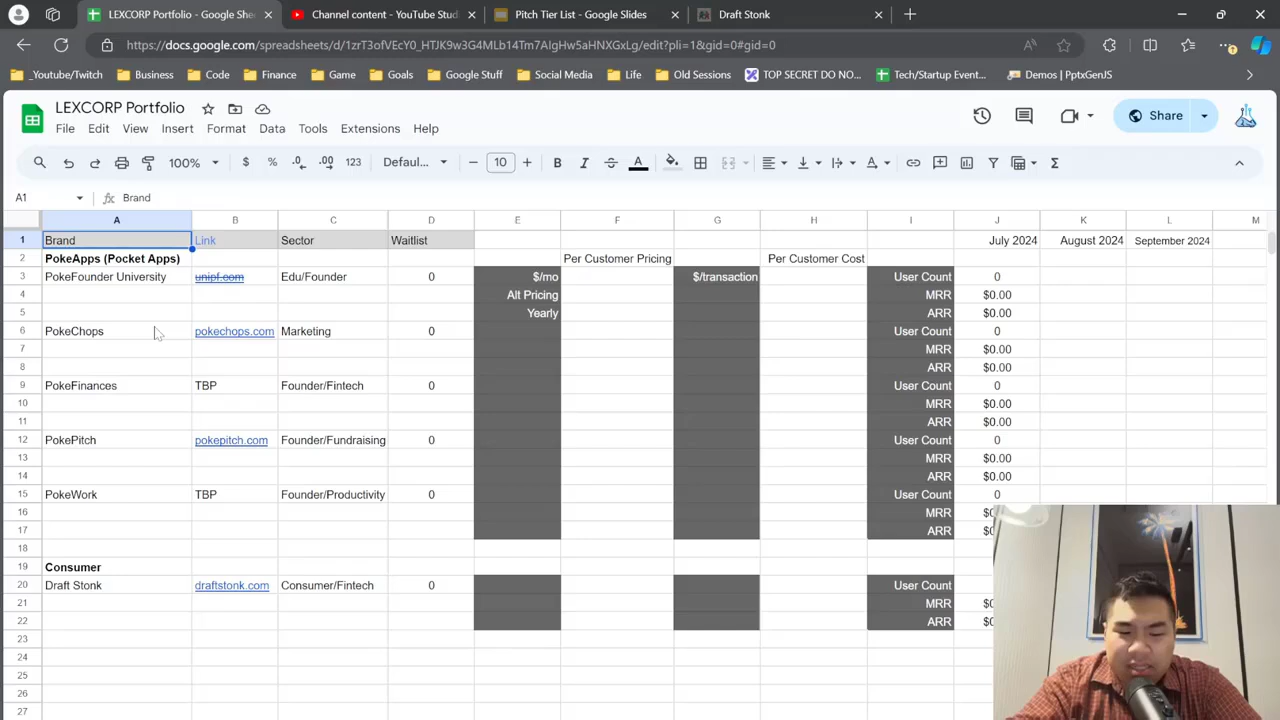 LEXCORP Portfolio - Google She
Channel content - YouTube Stud
Pitch Tier List - Google Slides
Draft Stonk
https://docs.google.com/spreadsheets/d/1zrT3ofVEcY0_HTJK9w3G4MLb14Tm7AIgHw5aHNXGxLg/edit?pli=1&gid=0#gid=0
_Youtube/Twitch
Business
Code
Finance
Game
Goals
Google Stuff
Social Media
Life
Old Sessions
TOP SECRET DO NO...
Tech/Startup Event...
Demos | PptxGenJS
LEXCORP Portfolio
File Edit View Insert Format Data Tools Extensions Help
Share
100% $ % .0 .00 123 Defaul... 10 B I A
A1 fx Brand
A B C D E F G H I J K L M
1 Brand Link Sector Waitlist July 2024 August 2024 September 2024
2 PokeApps (Pocket Apps) Per Customer Pricing Per Customer Cost
3 PokeFounder University unipf.com Edu/Founder 0 $/mo $/transaction User Count 0
4 Alt Pricing MRR $0.00
5 Yearly ARR $0.00
6 PokeChops pokechops.com Marketing 0 User Count 0
7 MRR $0.00
8 ARR $0.00
9 PokeFinances TBP Founder/Fintech 0 User Count 0
10 MRR $0.00
11 ARR $0.00
12 PokePitch pokepitch.com Founder/Fundraising 0 User Count 0
13 MRR $0.00
14 ARR $0.00
15 PokeWork TBP Founder/Productivity 0 User Count 0
16 MRR
17 ARR
18
19 Consumer
20 Draft Stonk draftstonk.com Consumer/Fintech 0 User Count
21 MRR
22 ARR
23
24
25
26
27